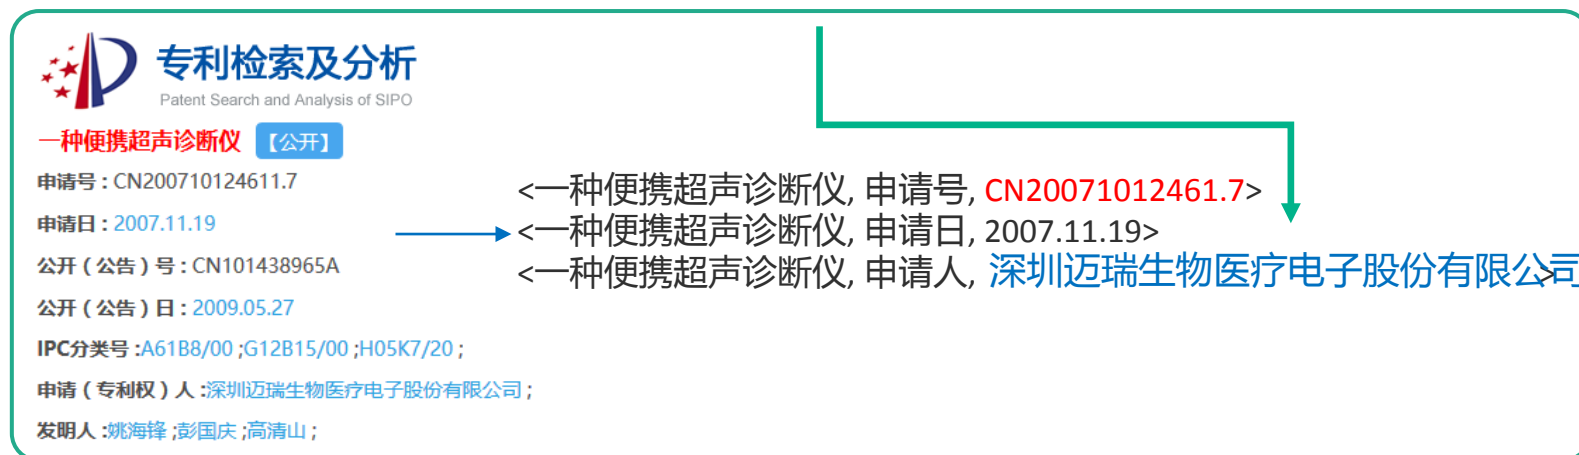 专利检索及分析
Patent Search and Analysis of SIPO
一种便携超声诊断仪 【公开】
申请号：CN200710124611.7
申请日：2007.11.19
公开（公告）号：CN101438965A
公开（公告）日：2009.05.27
IPC分类号：A61B8/00 ;G12B15/00 ;H05K7/20 ;
申请（专利权）人：深圳迈瑞生物医疗电子股份有限公司 ;
发明人：姚海锋 ;彭国庆 ;高清山 ;
<一种便携超声诊断仪, 申请号, CN20071012461.7>
<一种便携超声诊断仪, 申请日, 2007.11.19>
<一种便携超声诊断仪, 申请人, 深圳迈瑞生物医疗电子股份有限公司>